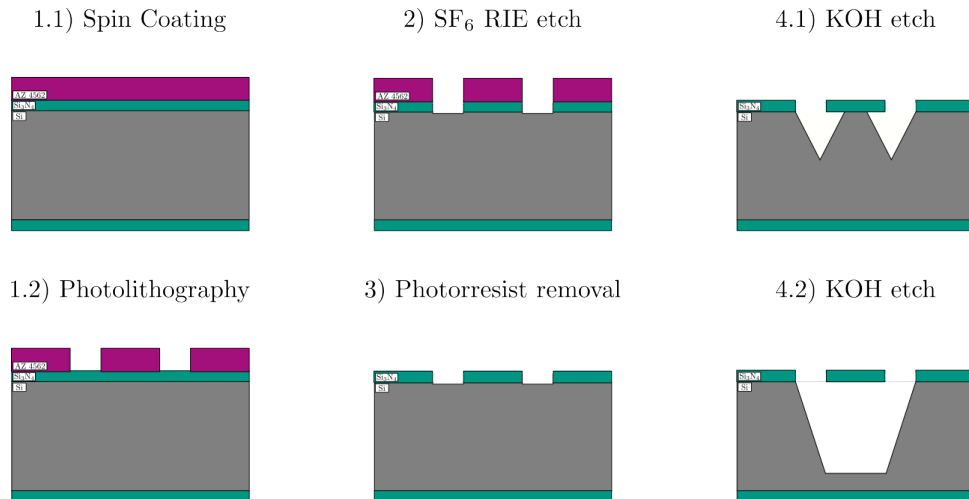 1.1) Spin Coating
AZ 4562
Si₃N₄
Si
2) SF₆ RIE etch
AZ 4562
Si₃N₄
Si
4.1) KOH etch
Si₃N₄
Si
1.2) Photolithography
AZ 4562
Si₃N₄
Si
3) Photorresist removal
Si₃N₄
Si
4.2) KOH etch
Si₃N₄
Si